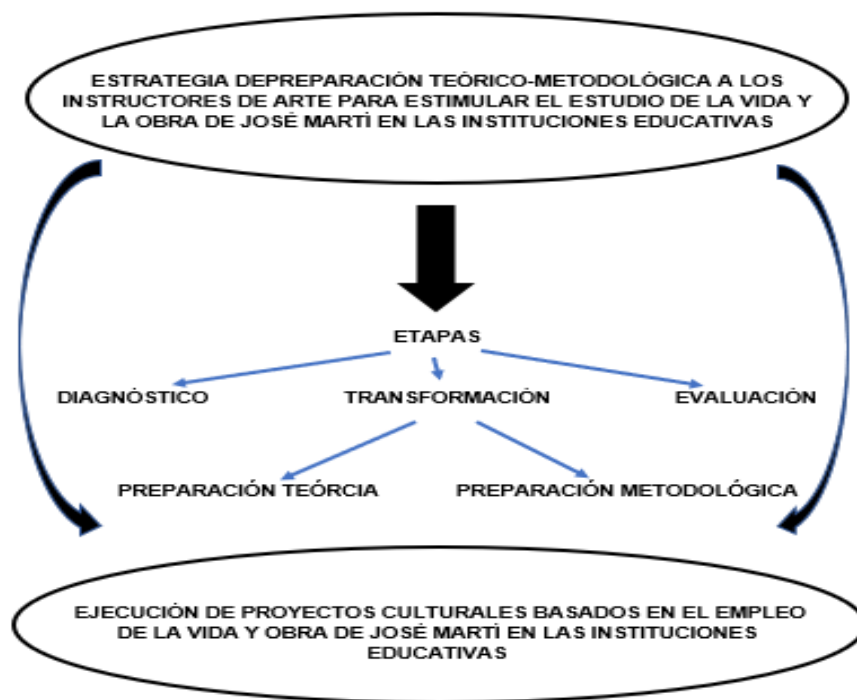 ESTRATEGIA DEPREPARACIÓN TEÓRICO-METODOLÓGICA A LOS
INSTRUCTORES DE ARTE PARA ESTIMULAR EL ESTUDIO DE LA VIDA Y
LA OBRA DE JOSÉ MARTÍ EN LAS INSTITUCIONES EDUCATIVAS
ETAPAS
DIAGNÓSTICO TRANSFORMACIÓN EVALUACIÓN
PREPARACIÓN TEÓRCIA PREPARACIÓN METODOLÓGICA
EJECUCIÓN DE PROYECTOS CULTURALES BASADOS EN EL EMPLEO
DE LA VIDA Y OBRA DE JOSÉ MARTÍ EN LAS INSTITUCIONES
EDUCATIVAS